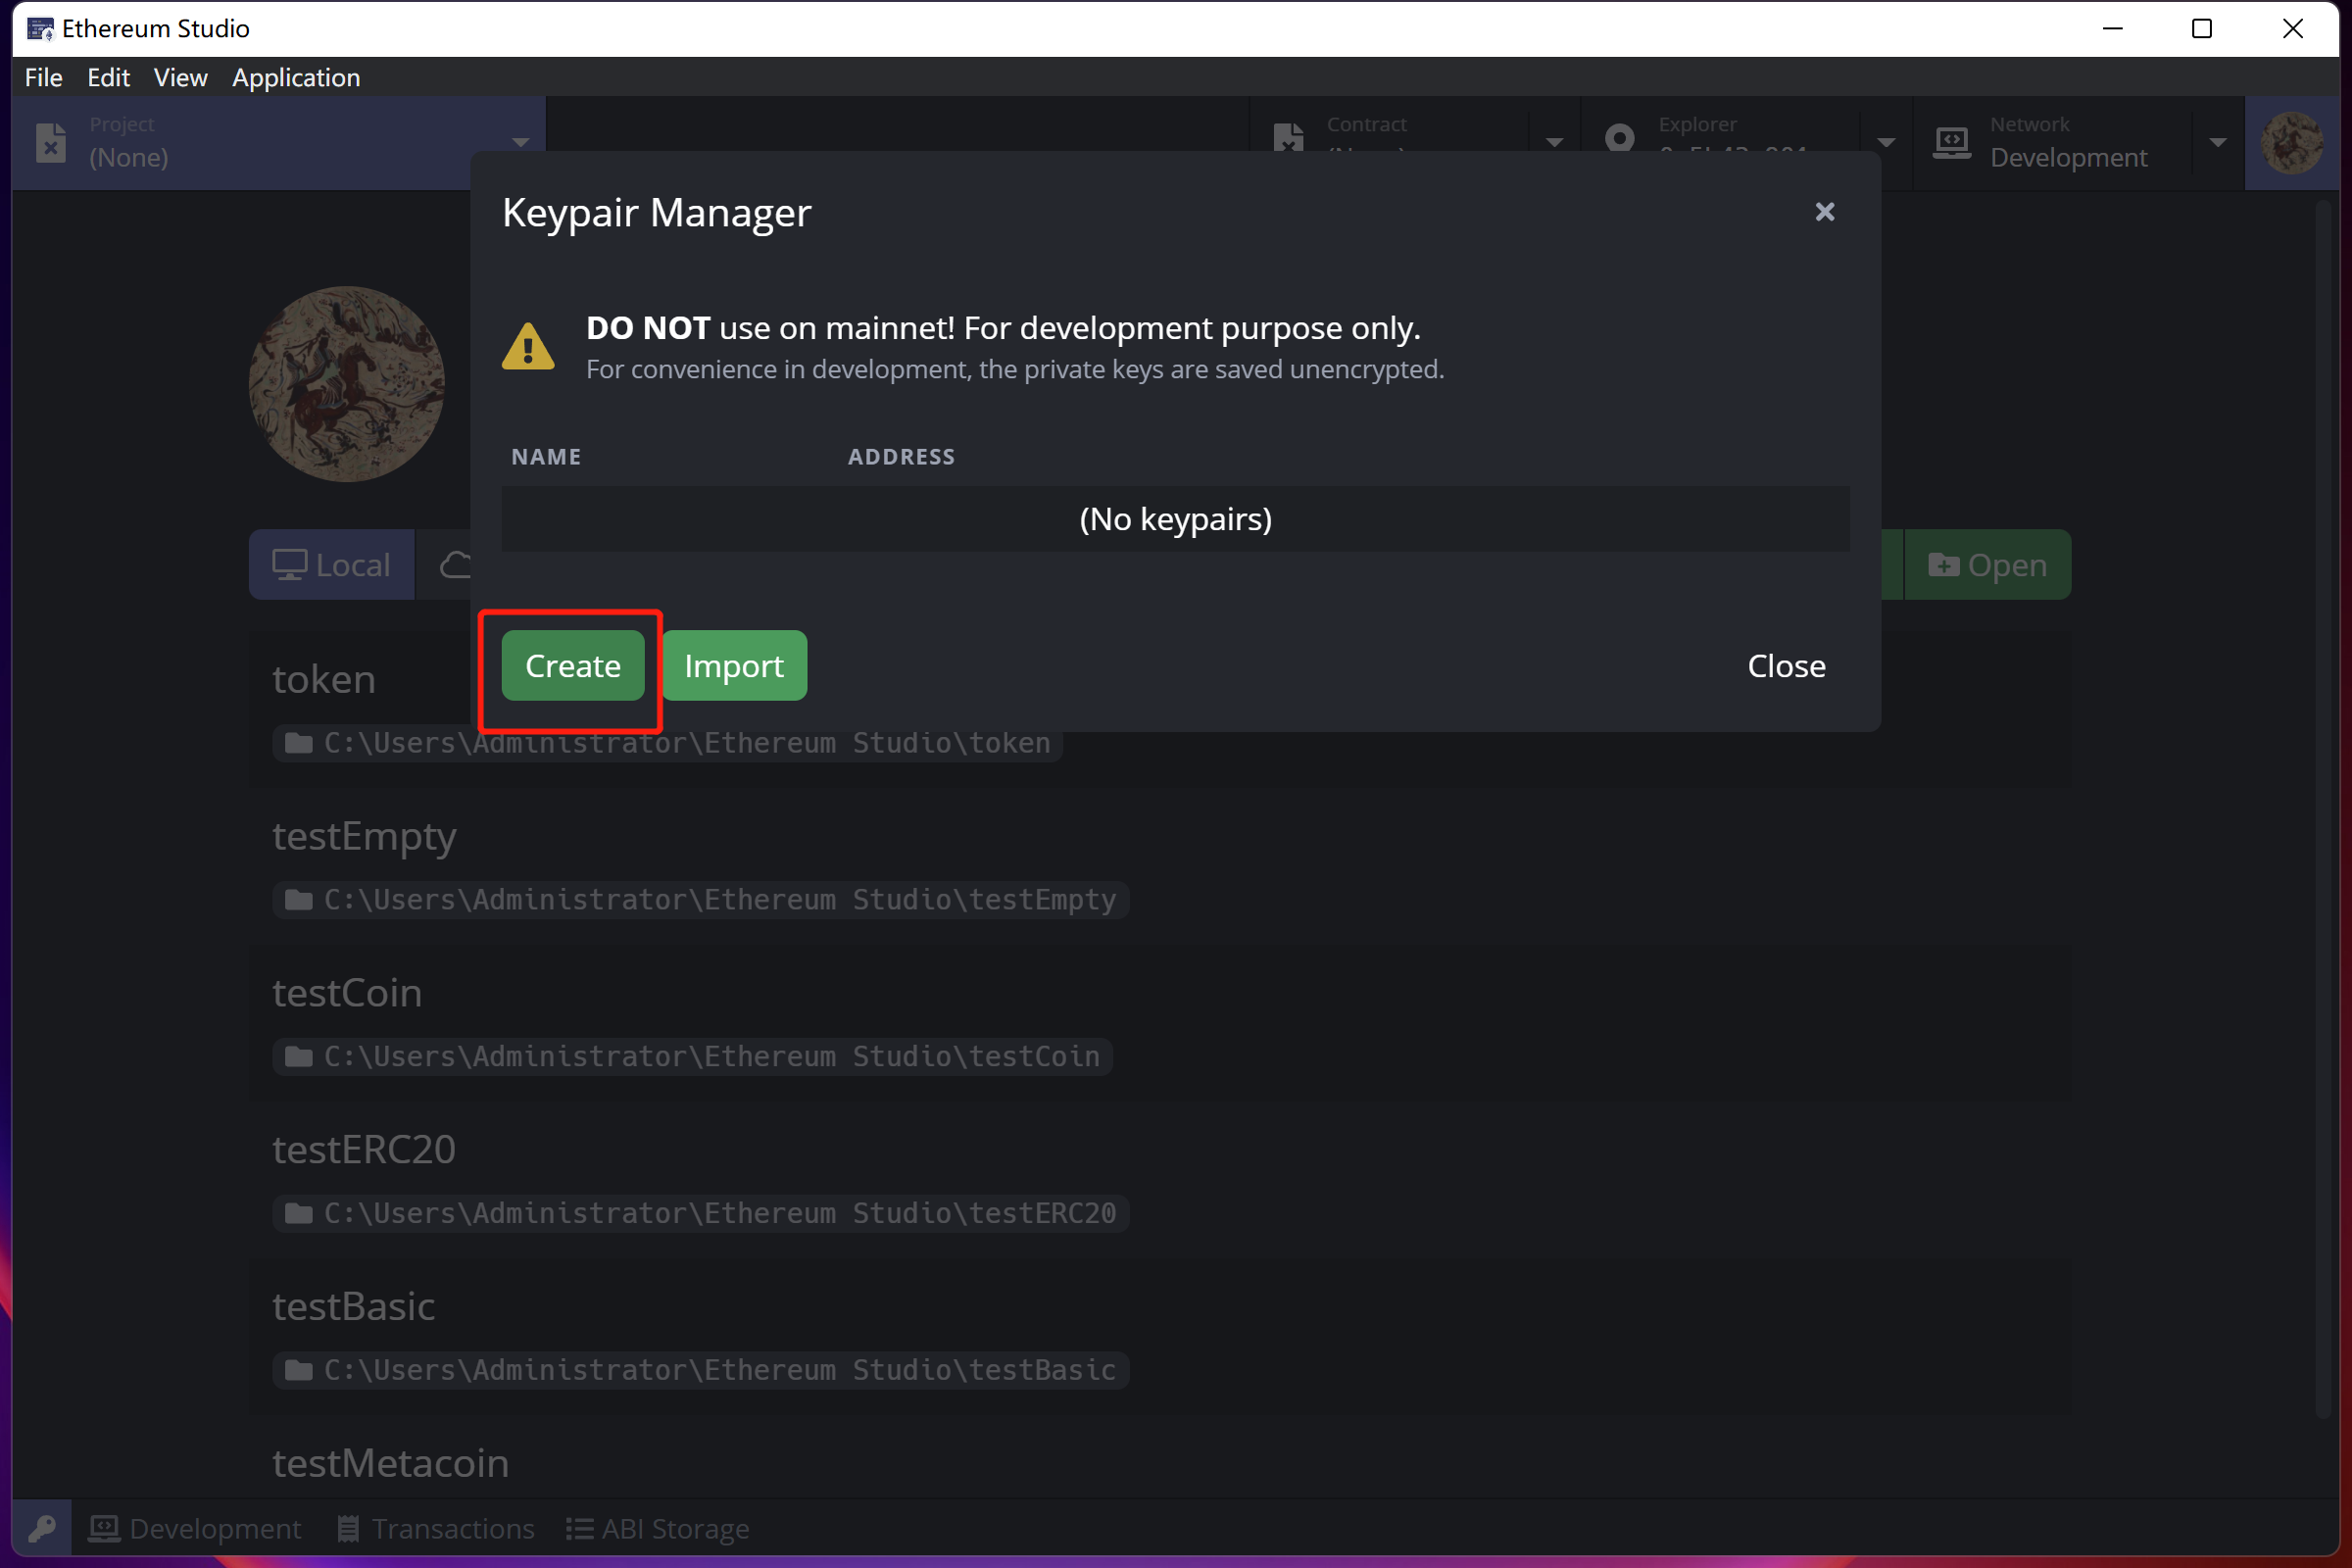 Ethereum Studio
File Edit View Application
Project
(None)
Contract
Explorer
Network
Development
Keypair Manager
DO NOT use on mainnet! For development purpose only.
For convenience in development, the private keys are saved unencrypted.
NAME ADDRESS
(No keypairs)
Local
Open
Create Import Close
token
C:\Users\Administrator\Ethereum Studio\token
testEmpty
C:\Users\Administrator\Ethereum Studio\testEmpty
testCoin
C:\Users\Administrator\Ethereum Studio\testCoin
testERC20
C:\Users\Administrator\Ethereum Studio\testERC20
testBasic
C:\Users\Administrator\Ethereum Studio\testBasic
testMetacoin
Development Transactions ABI Storage